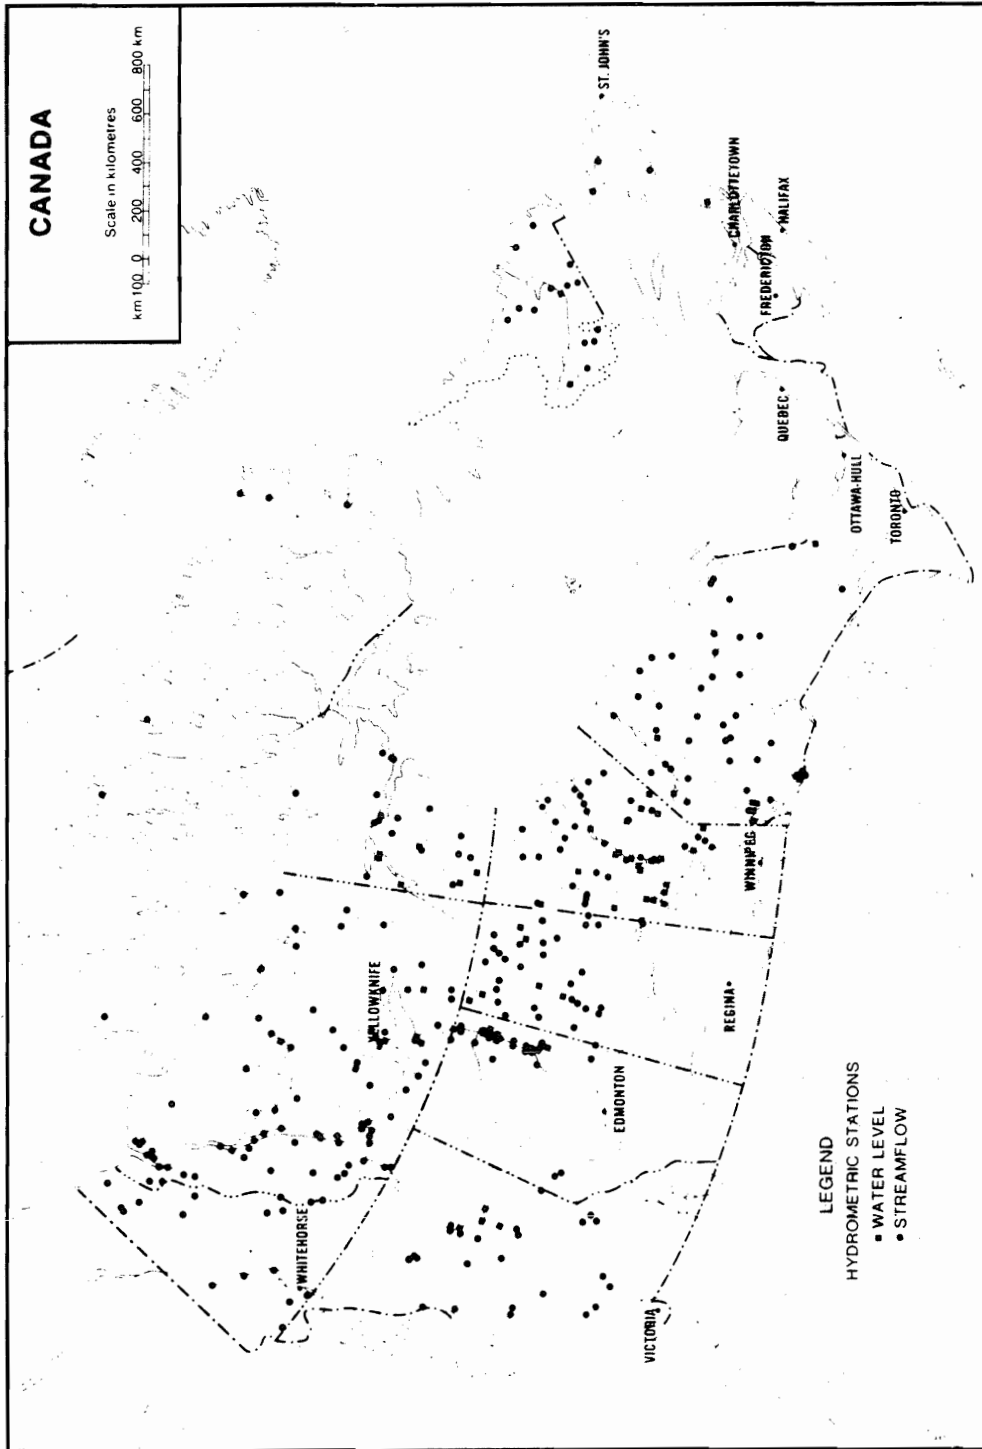 CANADA
Scale in kilometres
km 100 0 200 400 600 800 km
ST. JOHN'S
CHARLOTTETOWN
HALIFAX
FREDERICTON
QUEBEC
OTTAWA-HULL
TORONTO
WINNIPEG
REGINA
YELLOWKNIFE
EDMONTON
WHITEHORSE
VICTORIA
LEGEND
HYDROMETRIC STATIONS
WATER LEVEL
STREAMFLOW